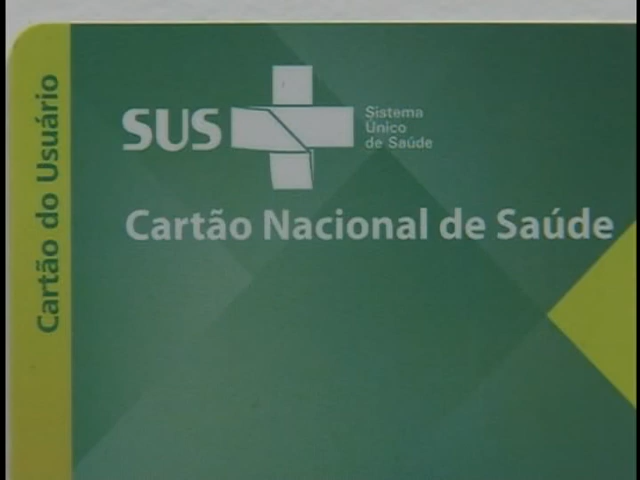 Cartão do Usuário
SUS
Sistema
Único
de Saúde
Cartão Nacional de Saúde